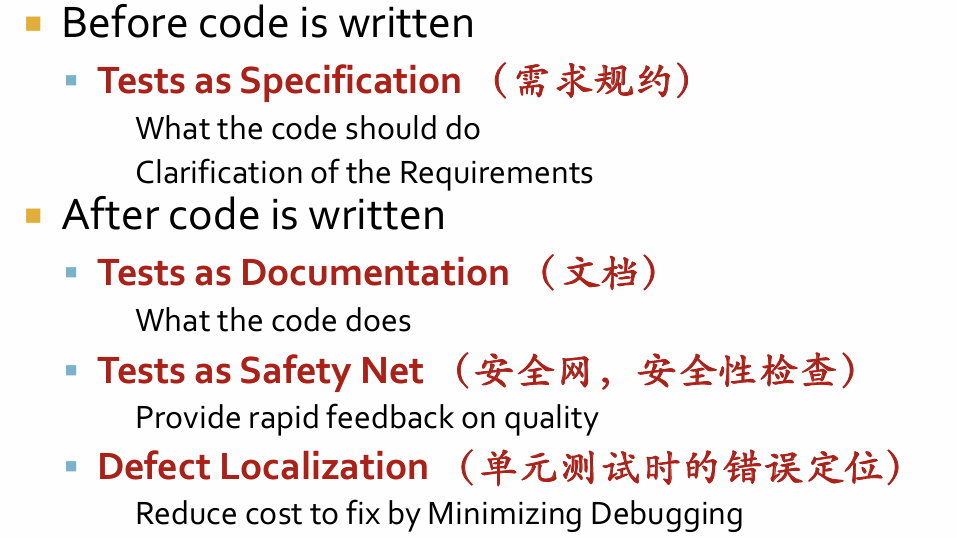 Before code is written
Tests as Specification （需求规约）
What the code should do
Clarification of the Requirements
After code is written
Tests as Documentation （文档）
What the code does
Tests as Safety Net （安全网，安全性检查）
Provide rapid feedback on quality
Defect Localization （单元测试时的错误定位）
Reduce cost to fix by Minimizing Debugging